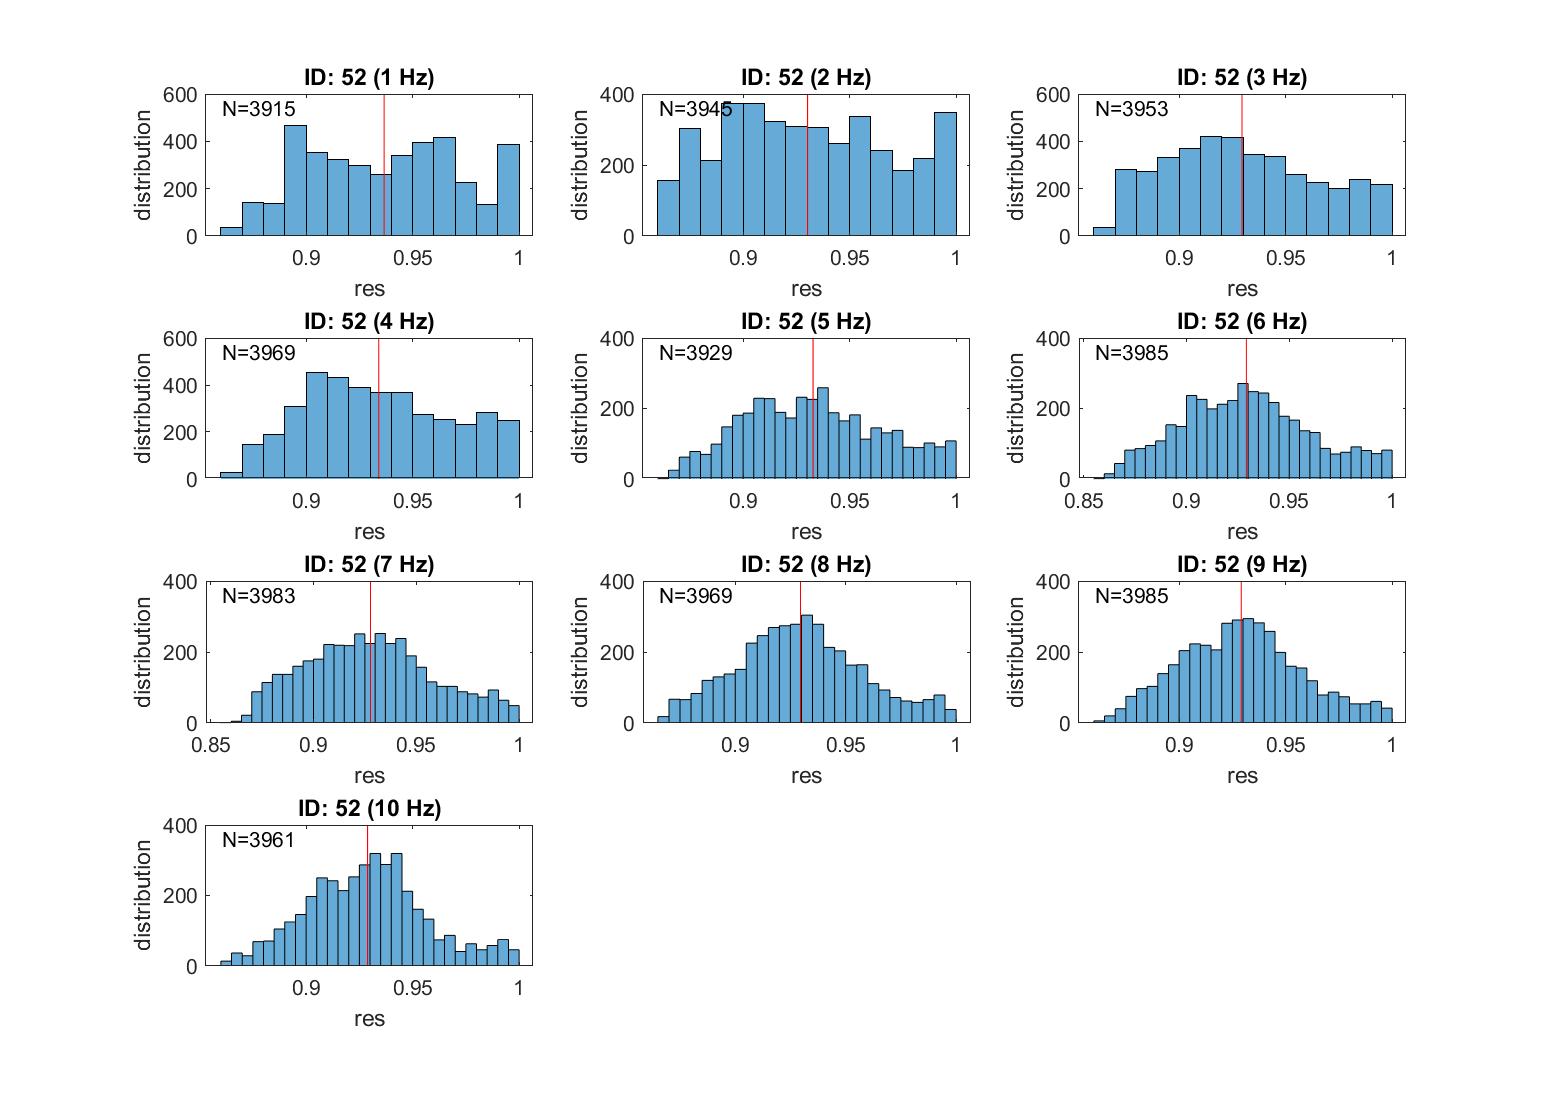 ID: 52 (1 Hz)
N=3915
distribution
600
400
200
0
0.9
0.95
1
res
ID: 52 (2 Hz)
N=3945
distribution
400
200
0
0.9
0.95
1
res
ID: 52 (3 Hz)
N=3953
distribution
600
400
200
0
0.9
0.95
1
res
ID: 52 (4 Hz)
N=3969
distribution
600
400
200
0
0.9
0.95
1
res
ID: 52 (5 Hz)
N=3929
distribution
400
200
0
0.9
0.95
1
res
ID: 52 (6 Hz)
N=3985
distribution
400
200
0
0.85
0.9
0.95
1
res
ID: 52 (7 Hz)
N=3983
distribution
400
200
0
0.85
0.9
0.95
1
res
ID: 52 (8 Hz)
N=3969
distribution
400
200
0
0.9
0.95
1
res
ID: 52 (9 Hz)
N=3985
distribution
400
200
0
0.9
0.95
1
res
ID: 52 (10 Hz)
N=3961
distribution
400
200
0
0.9
0.95
1
res